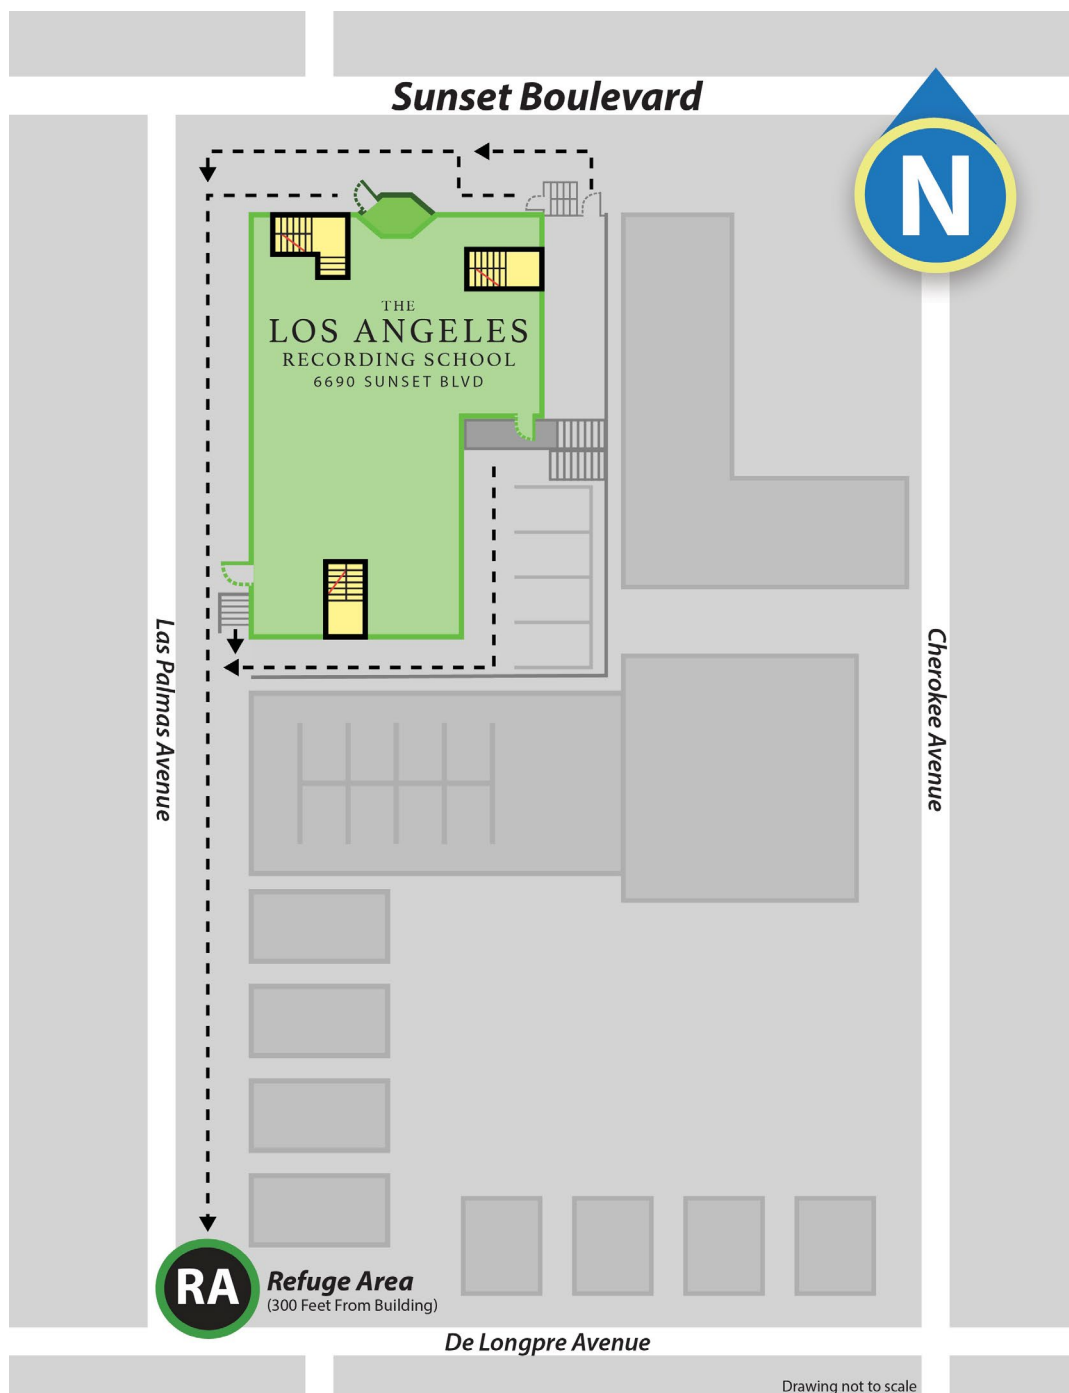 Sunset Boulevard
N
THE
LOS ANGELES
RECORDING SCHOOL
6690 SUNSET BLVD
Las Palmas Avenue
Cherokee Avenue
RA
Refuge Area
(300 Feet From Building)
De Longpre Avenue
Drawing not to scale